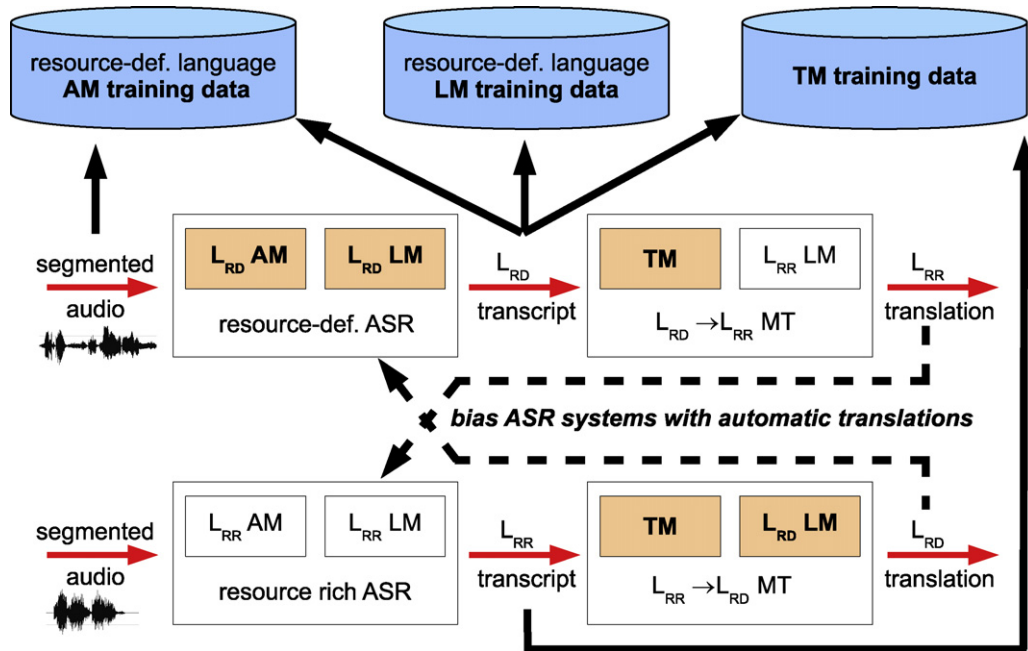 resource-def. language
AM training data
resource-def. language
LM training data
TM training data
segmented
audio
L_RD AM
L_RD LM
resource-def. ASR
L_RD
transcript
TM
L_RR LM
L_RD →L_RR MT
L_RR
translation
bias ASR systems with automatic translations
segmented
audio
L_RR AM
L_RR LM
resource rich ASR
L_RR
transcript
TM
L_RD LM
L_RR →L_RD MT
L_RD
translation